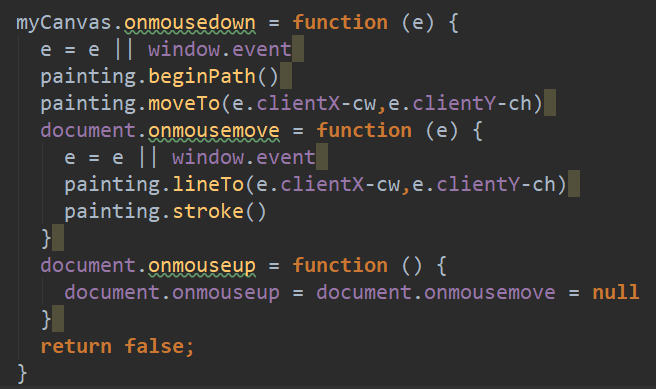 myCanvas.onmousedown = function (e) {
  e = e || window.event
  painting.beginPath()
  painting.moveTo(e.clientX-cw,e.clientY-ch)
  document.onmousemove = function (e) {
    e = e || window.event
    painting.lineTo(e.clientX-cw,e.clientY-ch)
    painting.stroke()
  }
  document.onmouseup = function () {
    document.onmouseup = document.onmousemove = null
  }
  return false;
}